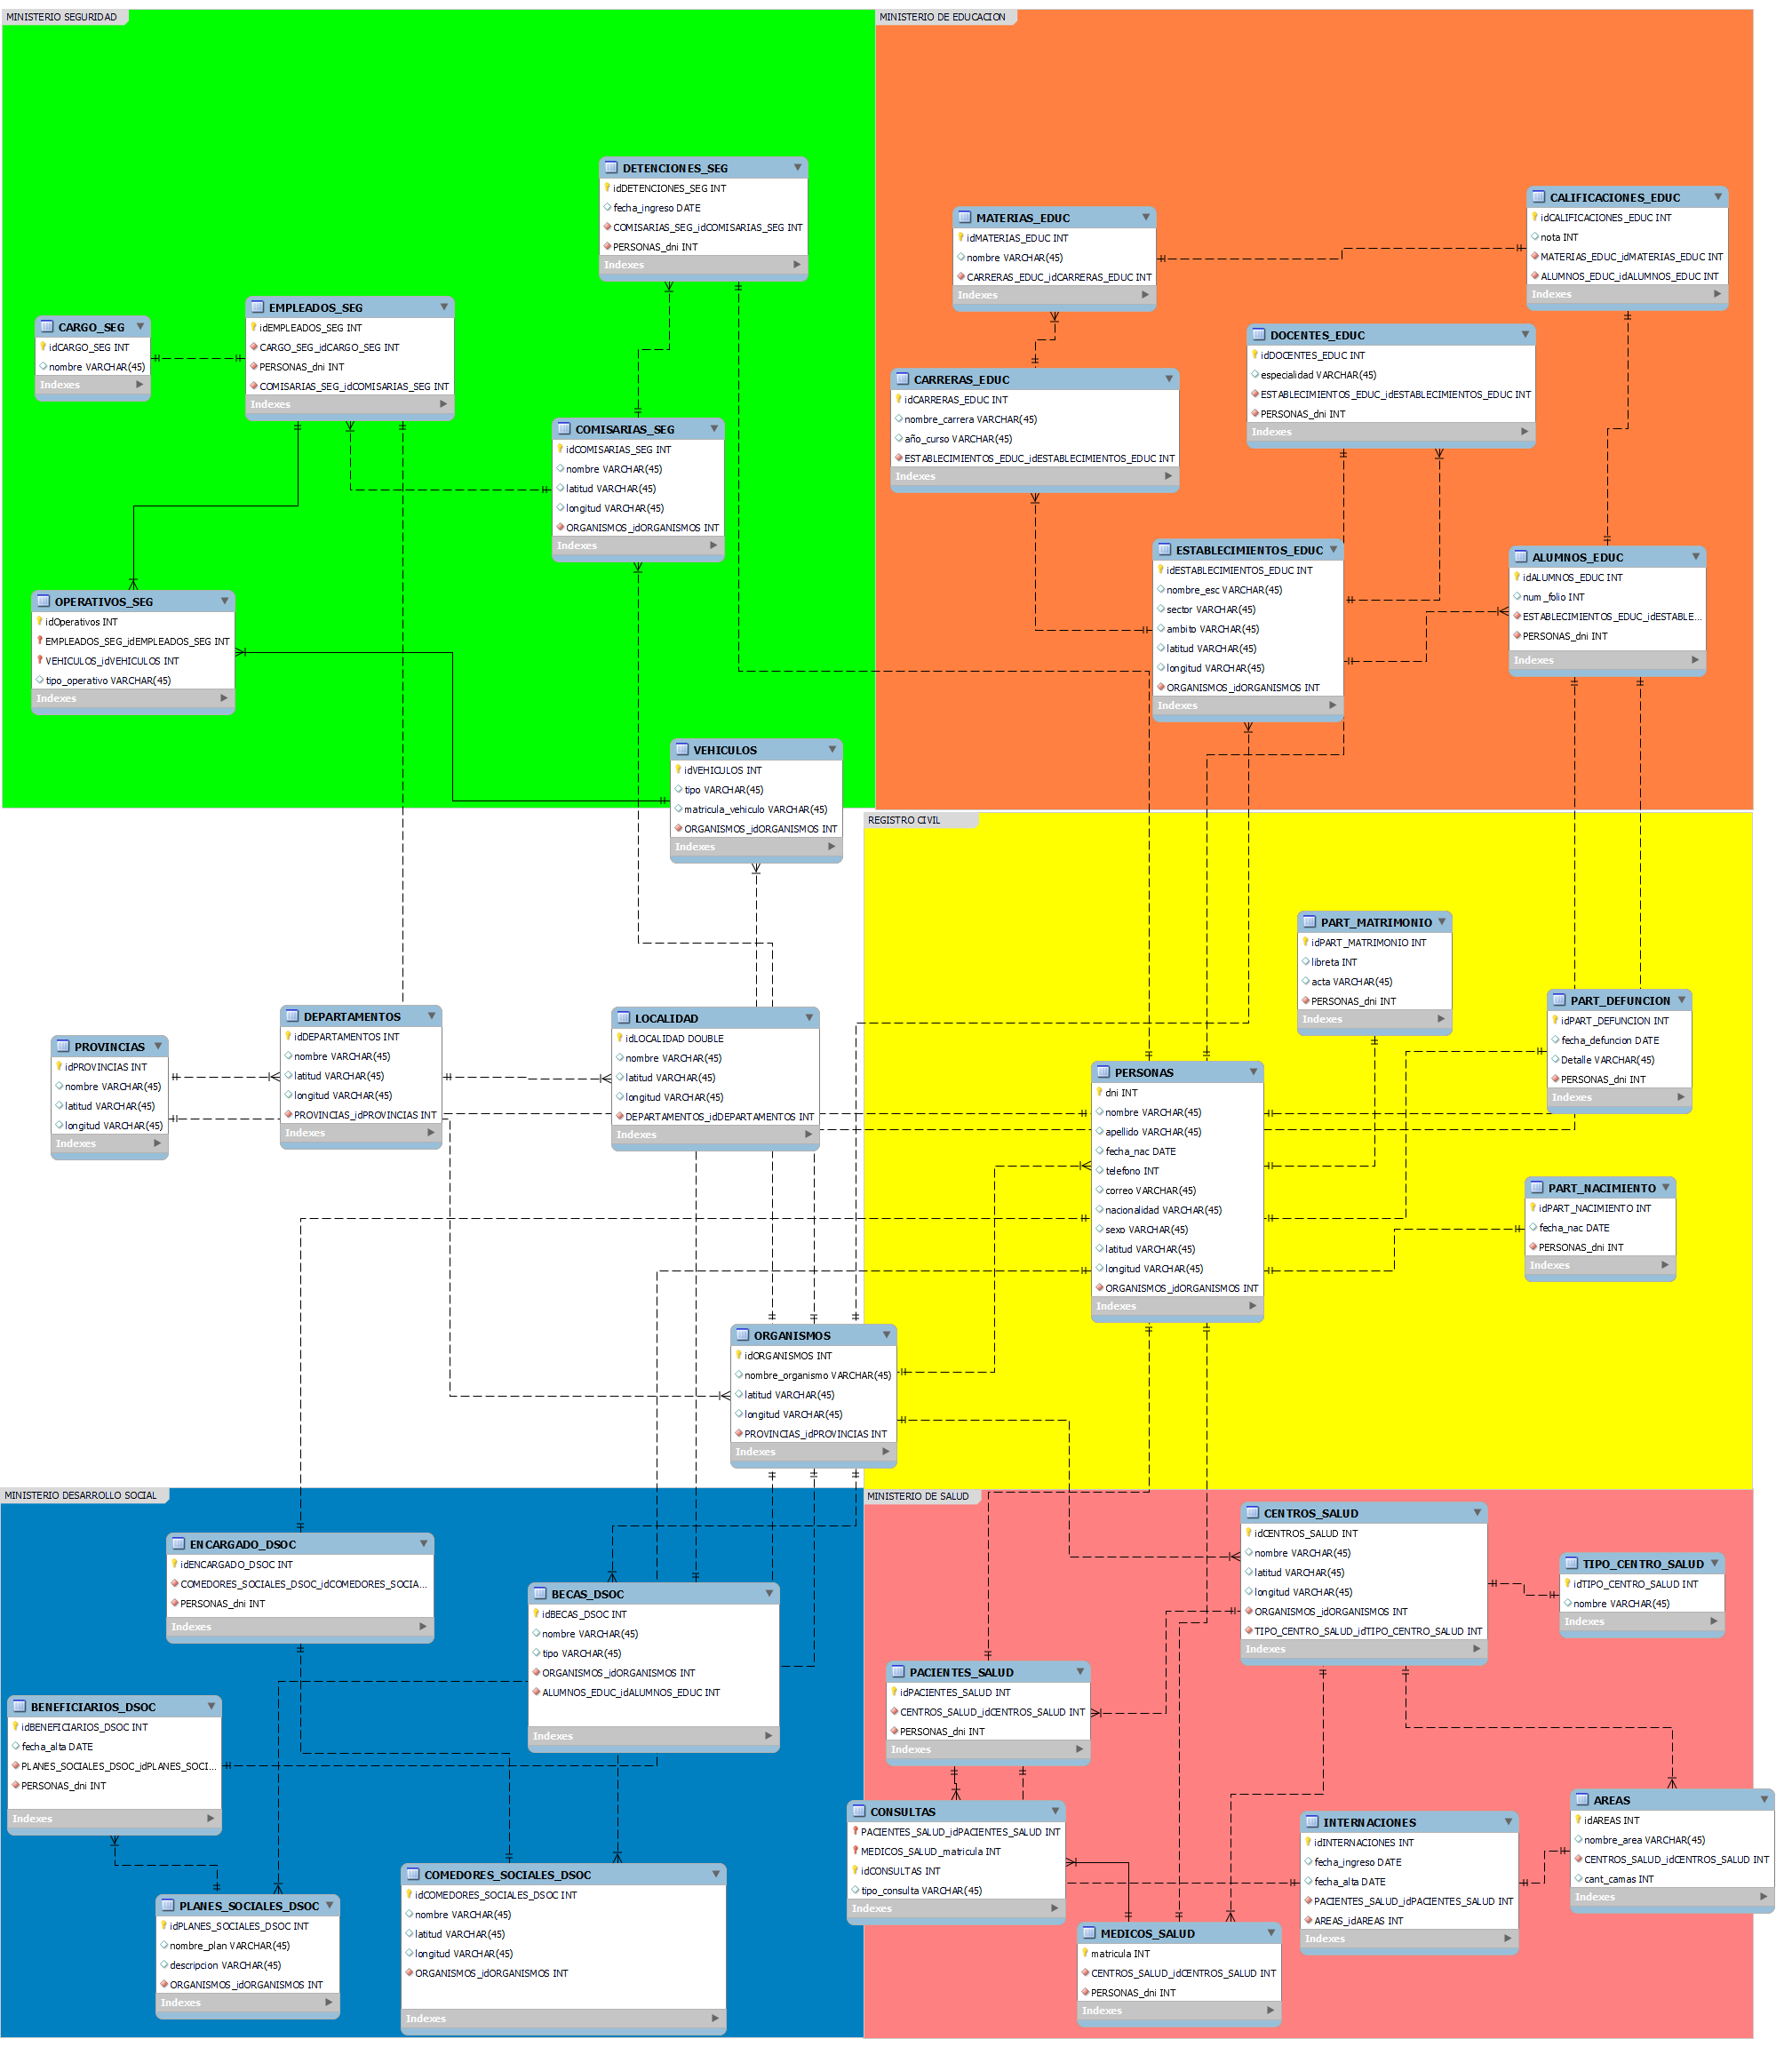 MINISTERIO SEGURIDAD
DETENCIONES_SEG
idDETENCIONES_SEG INT
fecha_ingreso DATE
COMISARIAS_SEG_idCOMISARIAS_SEG INT
PERSONAS_dni INT
Indexes
EMPLEADOS_SEG
idEMPLEADOS_SEG INT
CARGO_SEG_idCARGO_SEG INT
PERSONAS_dni INT
COMISARIAS_SEG_idCOMISARIAS_SEG INT
Indexes
CARGO_SEG
idCARGO_SEG INT
nombre VARCHAR(45)
Indexes
COMISARIAS_SEG
idCOMISARIAS_SEG INT
nombre VARCHAR(45)
latitud VARCHAR(45)
longitud VARCHAR(45)
ORGANISMOS_idORGANISMOS INT
Indexes
OPERATIVOS_SEG
idOperativos INT
EMPLEADOS_SEG_idEMPLEADOS_SEG INT
VEHICULOS_idVEHICULOS INT
tipo_operativo VARCHAR(45)
Indexes
VEHICULOS
idVEHICULOS INT
tipo VARCHAR(45)
matricula_vehiculo VARCHAR(45)
ORGANISMOS_idORGANISMOS INT
Indexes
MINISTERIO DE EDUCACION
MATERIAS_EDUC
idMATERIAS_EDUC INT
nombre VARCHAR(45)
CARRERAS_EDUC_idCARRERAS_EDUC INT
Indexes
CALIFICACIONES_EDUC
idCALIFICACIONES_EDUC INT
nota INT
MATERIAS_EDUC_idMATERIAS_EDUC INT
ALUMNOS_EDUC_idALUMNOS_EDUC INT
Indexes
DOCENTES_EDUC
idDOCENTES_EDUC INT
especialidad VARCHAR(45)
ESTABLECIMIENTOS_EDUC_idESTABLECIMIENTOS_EDUC INT
PERSONAS_dni INT
Indexes
CARRERAS_EDUC
idCARRERAS_EDUC INT
nombre_carrera VARCHAR(45)
año_curso VARCHAR(45)
ESTABLECIMIENTOS_EDUC_idESTABLECIMIENTOS_EDUC INT
Indexes
ESTABLECIMIENTOS_EDUC
idESTABLECIMIENTOS_EDUC INT
nombre_esc VARCHAR(45)
sector VARCHAR(45)
ambito VARCHAR(45)
latitud VARCHAR(45)
longitud VARCHAR(45)
ORGANISMOS_idORGANISMOS INT
Indexes
ALUMNOS_EDUC
idALUMNOS_EDUC INT
num_folio INT
ESTABLECIMIENTOS_EDUC_idESTABLE...
PERSONAS_dni INT
Indexes
PROVINCIAS
idPROVINCIAS INT
nombre VARCHAR(45)
latitud VARCHAR(45)
longitud VARCHAR(45)
Indexes
DEPARTAMENTOS
idDEPARTAMENTOS INT
nombre VARCHAR(45)
latitud VARCHAR(45)
longitud VARCHAR(45)
PROVINCIAS_idPROVINCIAS INT
Indexes
LOCALIDAD
idLOCALIDAD DOUBLE
nombre VARCHAR(45)
latitud VARCHAR(45)
longitud VARCHAR(45)
DEPARTAMENTOS_idDEPARTAMENTOS INT
Indexes
ORGANISMOS
idORGANISMOS INT
nombre_organismo VARCHAR(45)
latitud VARCHAR(45)
longitud VARCHAR(45)
PROVINCIAS_idPROVINCIAS INT
Indexes
REGISTRO CIVIL
PART_MATRIMONIO
idPART_MATRIMONIO INT
libreta INT
acta VARCHAR(45)
PERSONAS_dni INT
Indexes
PART_DEFUNCION
idPART_DEFUNCION INT
fecha_defuncion DATE
Detalle VARCHAR(45)
PERSONAS_dni INT
Indexes
PERSONAS
dni INT
nombre VARCHAR(45)
apellido VARCHAR(45)
fecha_nac DATE
telefono INT
correo VARCHAR(45)
nacionalidad VARCHAR(45)
sexo VARCHAR(45)
latitud VARCHAR(45)
longitud VARCHAR(45)
ORGANISMOS_idORGANISMOS INT
Indexes
PART_NACIMIENTO
idPART_NACIMIENTO INT
fecha_nac DATE
PERSONAS_dni INT
Indexes
MINISTERIO DESARROLLO SOCIAL
ENCARGADO_DSOC
idENCARGADO_DSOC INT
COMEDORES_SOCIALES_DSOC_idCOMEDORES_SOCIA...
PERSONAS_dni INT
Indexes
BECAS_DSOC
idBECAS_DSOC INT
nombre VARCHAR(45)
tipo VARCHAR(45)
ORGANISMOS_idORGANISMOS INT
ALUMNOS_EDUC_idALUMNOS_EDUC INT
Indexes
BENEFICIARIOS_DSOC
idBENEFICIARIOS_DSOC INT
fecha_alta DATE
PLANES_SOCIALES_DSOC_idPLANES_SOCI...
PERSONAS_dni INT
Indexes
PLANES_SOCIALES_DSOC
idPLANES_SOCIALES_DSOC INT
nombre_plan VARCHAR(45)
descripcion VARCHAR(45)
ORGANISMOS_idORGANISMOS INT
Indexes
COMEDORES_SOCIALES_DSOC
idCOMEDORES_SOCIALES_DSOC INT
nombre VARCHAR(45)
latitud VARCHAR(45)
longitud VARCHAR(45)
ORGANISMOS_idORGANISMOS INT
Indexes
MINISTERIO DE SALUD
CENTROS_SALUD
idCENTROS_SALUD INT
nombre VARCHAR(45)
latitud VARCHAR(45)
longitud VARCHAR(45)
ORGANISMOS_idORGANISMOS INT
TIPO_CENTRO_SALUD_idTIPO_CENTRO_SALUD INT
Indexes
TIPO_CENTRO_SALUD
idTIPO_CENTRO_SALUD INT
nombre VARCHAR(45)
Indexes
PACIENTES_SALUD
idPACIENTES_SALUD INT
CENTROS_SALUD_idCENTROS_SALUD INT
PERSONAS_dni INT
Indexes
CONSULTAS
PACIENTES_SALUD_idPACIENTES_SALUD INT
MEDICOS_SALUD_matricula INT
idCONSULTAS INT
tipo_consulta VARCHAR(45)
Indexes
INTERNACIONES
idINTERNACIONES INT
fecha_ingreso DATE
fecha_alta DATE
PACIENTES_SALUD_idPACIENTES_SALUD INT
AREAS_idAREAS INT
Indexes
AREAS
idAREAS INT
nombre_area VARCHAR(45)
CENTROS_SALUD_idCENTROS_SALUD INT
cant_camas INT
Indexes
MEDICOS_SALUD
matricula INT
CENTROS_SALUD_idCENTROS_SALUD INT
PERSONAS_dni INT
Indexes